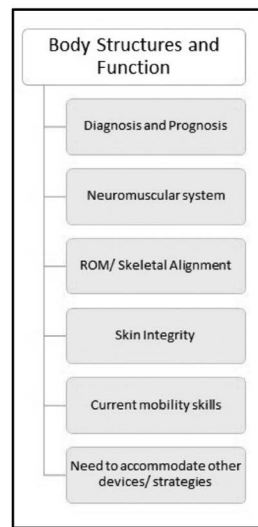 Body Structures and
Function
Diagnosis and Prognosis
Neuromuscular system
ROM/ Skeletal Alignment
Skin Integrity
Current mobility skills
Need to accommodate other
devices/ strategies